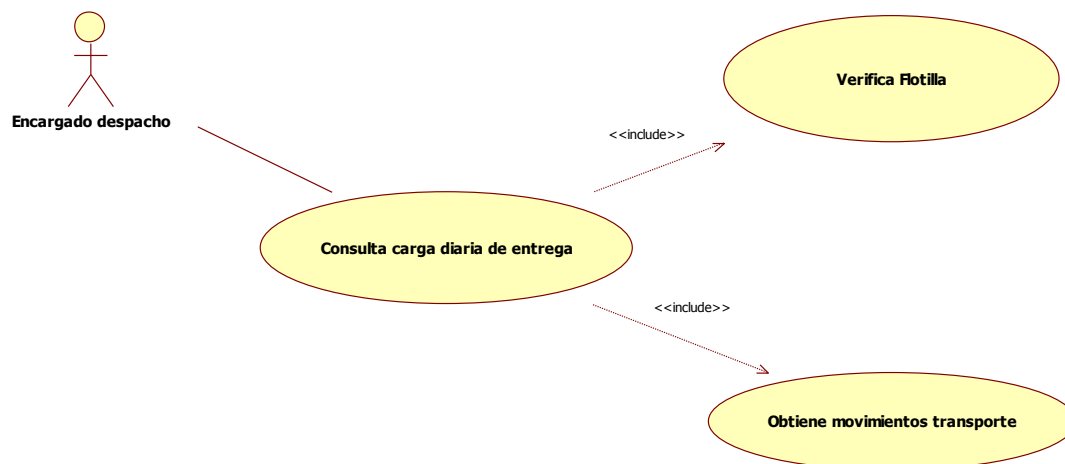 Verifica Flotilla
Encargado despacho
<<include>>
Consulta carga diaria de entrega
<<include>>
Obtiene movimientos transporte